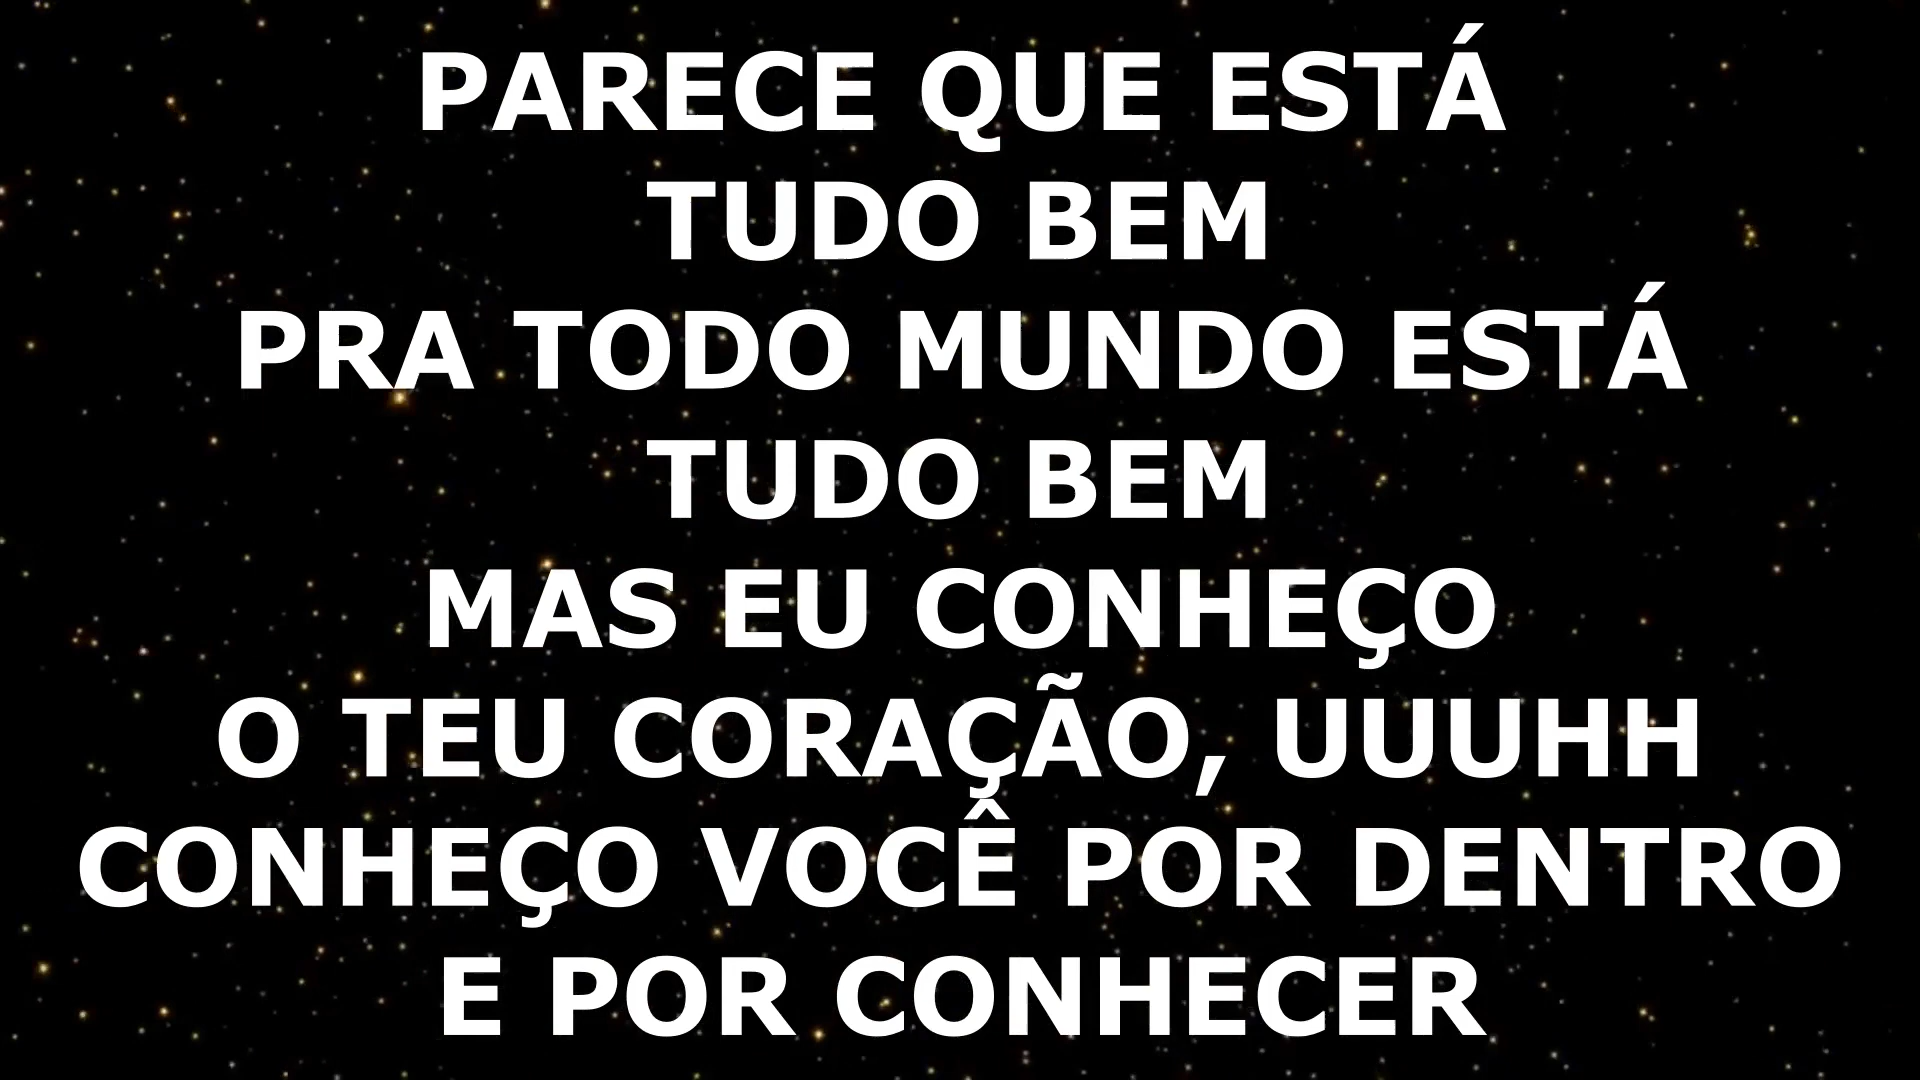 PARECE QUE ESTÁ
TUDO BEM
PRA TODO MUNDO ESTÁ
TUDO BEM
MAS EU CONHEÇO
O TEU CORAÇÃO, UUUHH
CONHEÇO VOCÊ POR DENTRO
E POR CONHECER